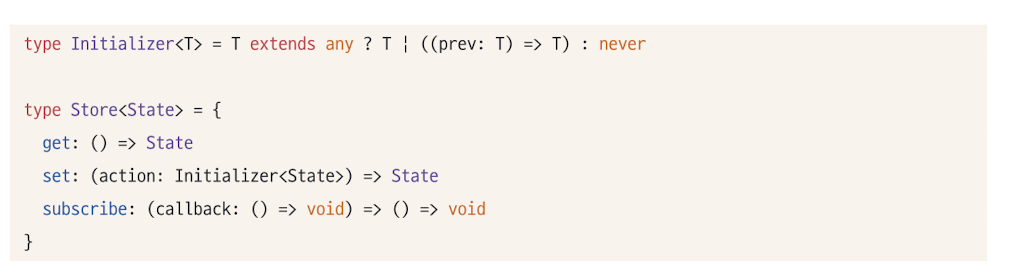 type Initializer<T> = T extends any ? T ¦ ((prev: T) => T) : never
type Store<State> = {
get: () => State
set: (action: Initializer<State>) => State
subscribe: (callback: () => void) => () => void
}